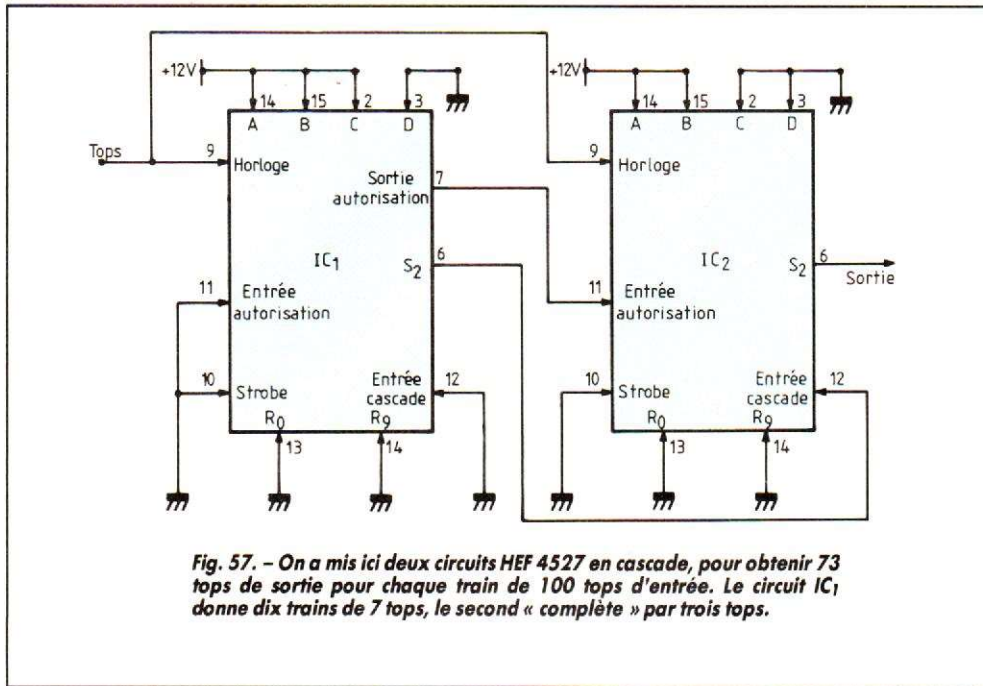 +12V
14 15 2 3
A B C D
+12V
14 15 2 3
A B C D
Tops
9 Horloge
9 Horloge
Sortie 7
autorisation
IC1
S2 6
IC2
S2 6
Sortie
11 Entrée
autorisation
11 Entrée
autorisation
10 Strobe
Entrée 12
cascade
10 Strobe
Entrée 12
cascade
R0 R9
13 14
R0 R9
13 14
Fig. 57. – On a mis ici deux circuits HEF 4527 en cascade, pour obtenir 73
tops de sortie pour chaque train de 100 tops d'entrée. Le circuit IC1
donne dix trains de 7 tops, le second « complète » par trois tops.